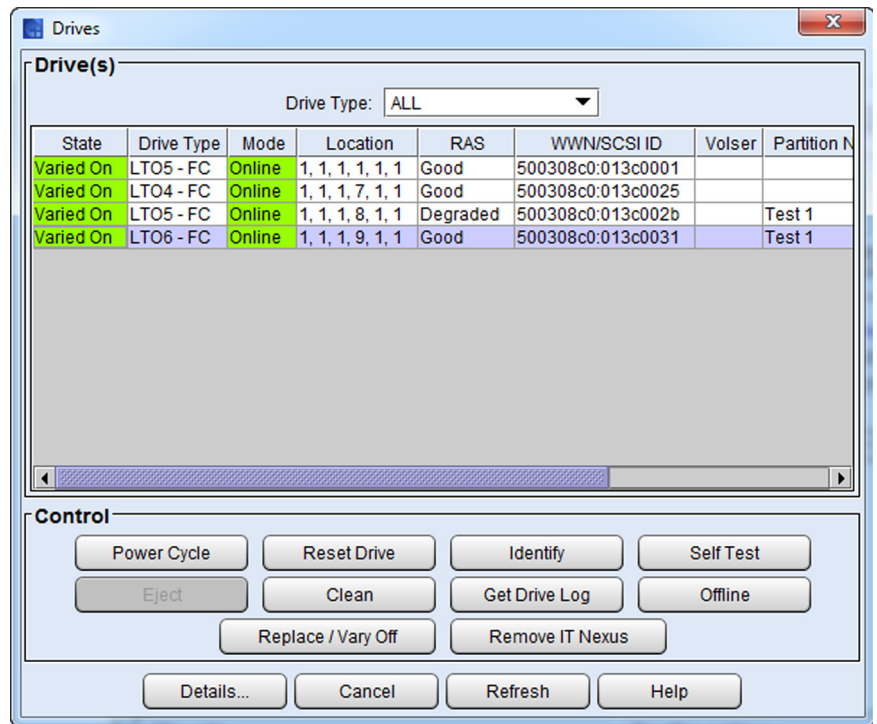 Drives
Drive(s)
Drive Type: ALL
State Drive Type Mode Location RAS WWN/SCSI ID Volser Partition N
Varied On LTO5 - FC Online 1, 1, 1, 1, 1, 1 Good 500308c0:013c0001
Varied On LTO4 - FC Online 1, 1, 1, 7, 1, 1 Good 500308c0:013c0025
Varied On LTO5 - FC Online 1, 1, 1, 8, 1, 1 Degraded 500308c0:013c002b Test 1
Varied On LTO6 - FC Online 1, 1, 1, 9, 1, 1 Good 500308c0:013c0031 Test 1
Control
Power Cycle Reset Drive Identify Self Test
Eject Clean Get Drive Log Offline
Replace / Vary Off Remove IT Nexus
Details... Cancel Refresh Help